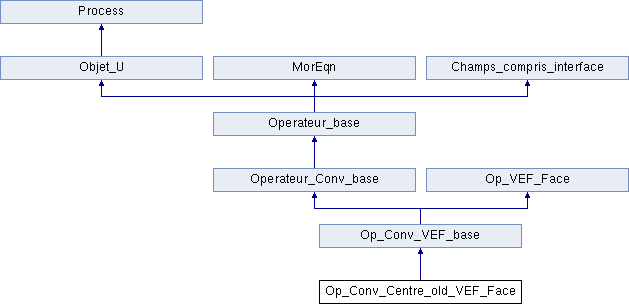 Process
Objet_U
MorEqn
Champs_compris_interface
Operateur_base
Operateur_Conv_base
Op_VEF_Face
Op_Conv_VEF_base
Op_Conv_Centre_old_VEF_Face